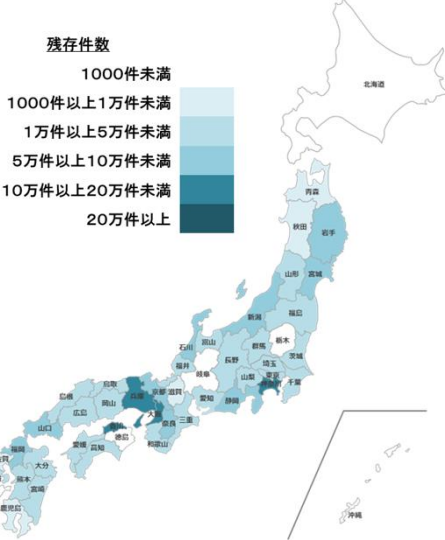 残存件数
1000件未満
1000件以上1万件未満
1万件以上5万件未満
5万件以上10万件未満
10万件以上20万件未満
20万件以上
北海道
青森
秋田
岩手
山形
宮城
新潟
福島
石川
富山
群馬
栃木
福井
長野
埼玉
茨城
岐阜
山梨
東京
千葉
鳥取
京都
滋賀
愛知
静岡
島根
岡山
兵庫
大阪
奈良
三重
広島
山口
徳島
和歌山
愛媛
高知
福岡
大分
熊本
宮崎
鹿児島
沖縄